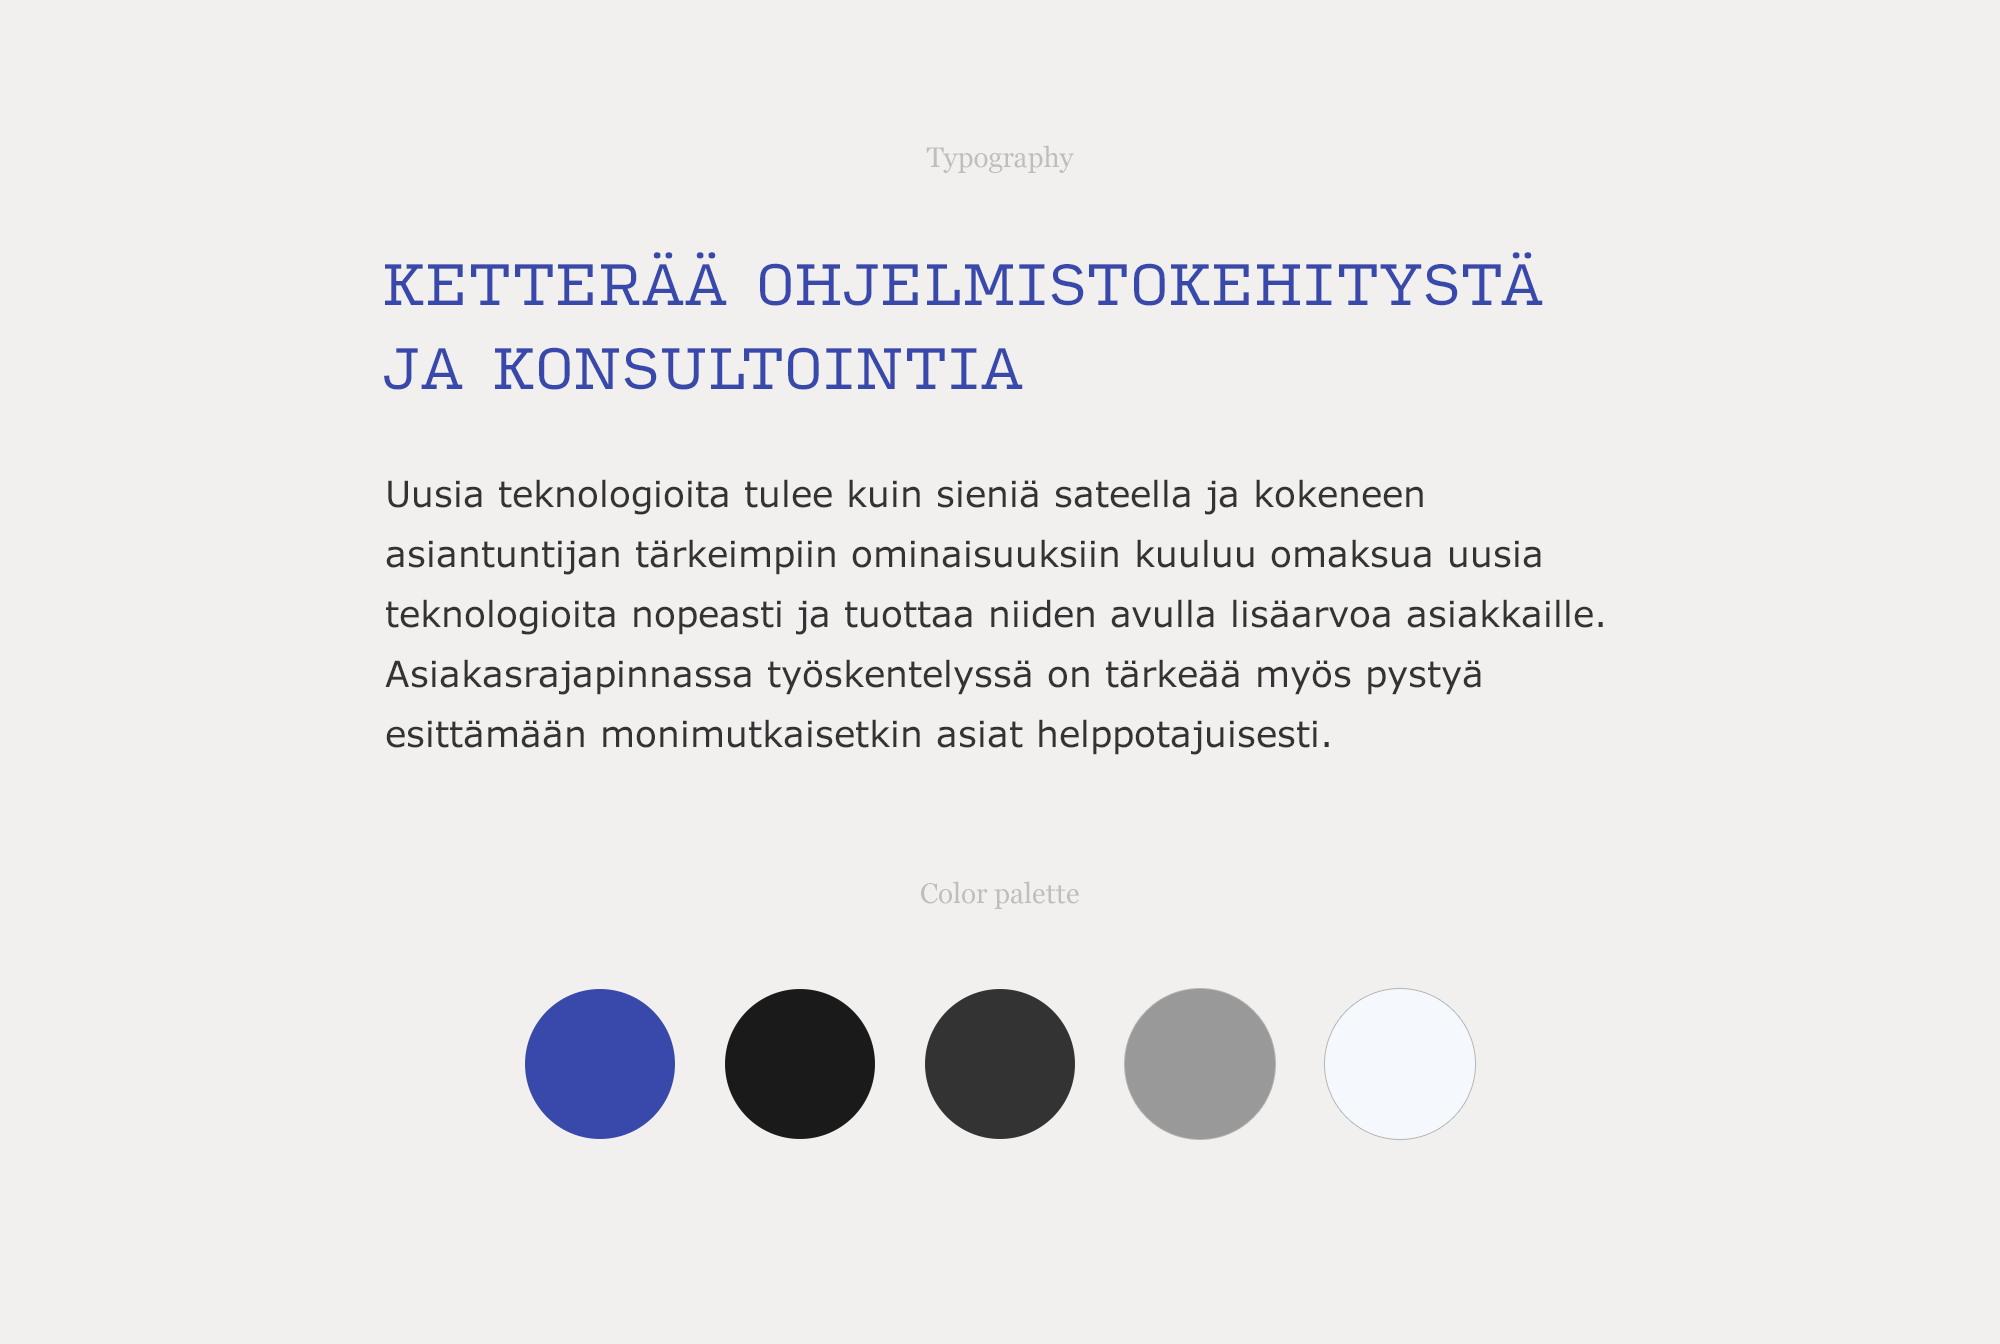 Typography
KETTERÄÄ OHJELMISTOKEHITYSTÄ
JA KONSULTOINTIA
Uusia teknologioita tulee kuin sieniä sateella ja kokeneen
asiantuntijan tärkeimpiin ominaisuuksiin kuuluu omaksua uusia
teknologioita nopeasti ja tuottaa niiden avulla lisäarvoa asiakkaille.
Asiakasrajapinnassa työskentelyssä on tärkeää myös pystyä
esittämään monimutkaisetkin asiat helppotajuisesti.
Color palette